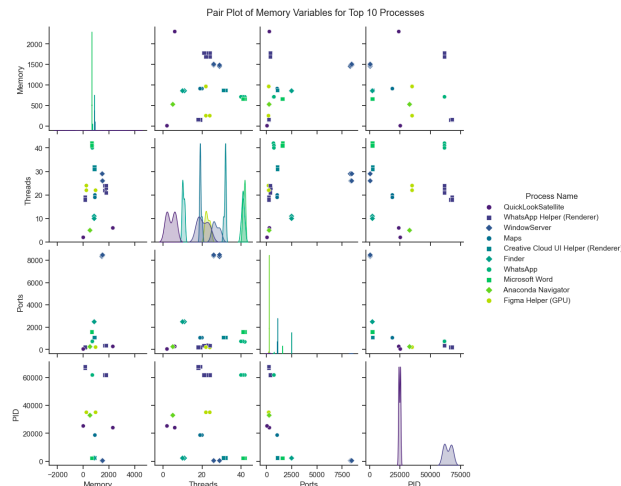 Pair Plot of Memory Variables for Top 10 Processes
2000
1500
1000
500
0
Memory
40
30
20
10
0
Threads
8000
6000
4000
2000
0
Ports
60000
40000
20000
0
PID
−2000 0 2000 4000
Memory
0 20 40
Threads
0 2500 5000 7500
Ports
0 25000 50000 75000
PID
Process Name
QuickLookSatellite
WhatsApp Helper (Renderer)
WindowServer
Maps
Creative Cloud UI Helper (Renderer)
Finder
WhatsApp
Microsoft Word
Anaconda Navigator
Figma Helper (GPU)